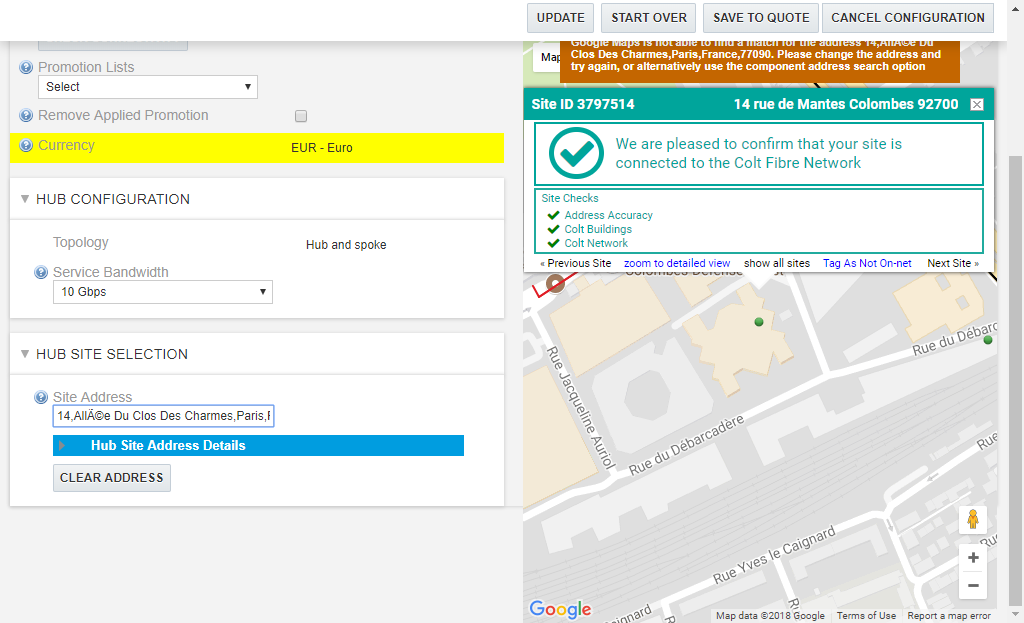 UPDATE
START OVER
SAVE TO QUOTE
CANCEL CONFIGURATION
Promotion Lists
Select
Remove Applied Promotion
Currency
EUR - Euro
HUB CONFIGURATION
Topology
Hub and spoke
Service Bandwidth
10 Gbps
HUB SITE SELECTION
Site Address
14,AllÃ©e Du Clos Des Charmes,Paris,F
Hub Site Address Details
CLEAR ADDRESS
Map
Google Maps is not able to find a match for the address 14,AllÃ©e Du
Clos Des Charmes,Paris,France,77090. Please change the address and
try again, or alternatively use the component address search option
Site ID 3797514
14 rue de Mantes Colombes 92700
We are pleased to confirm that your site is
connected to the Colt Fibre Network
Site Checks
Address Accuracy
Colt Buildings
Colt Network
« Previous Site
zoom to detailed view
show all sites
Tag As Not On-net
Next Site »
Rue du Débarc
Rue Jacqueline Auriol
Rue du Débarcadère
Rue
Rue Yves le Caignard
Rue
Caignard
Google
Map data ©2018 Google
Terms of Use
Report a map error